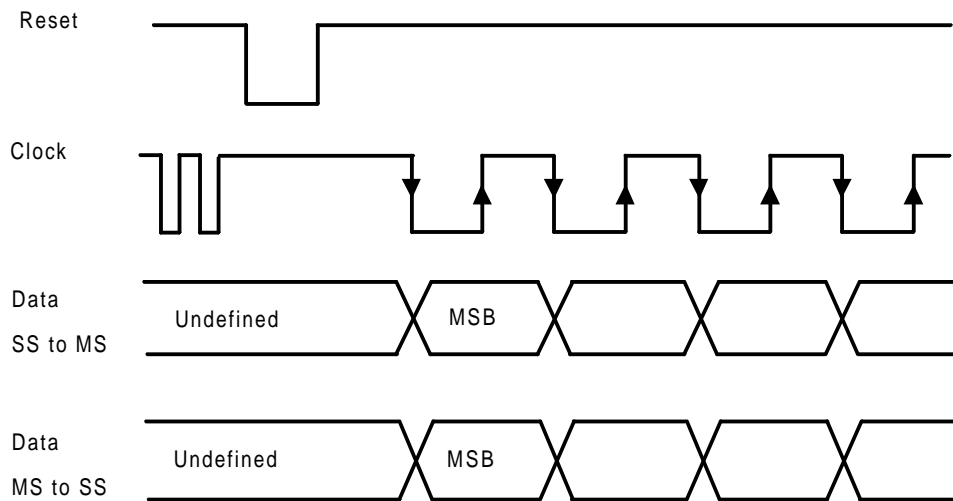 Reset
Clock
Data
SS to MS
Undefined
MSB
Data
MS to SS
Undefined
MSB